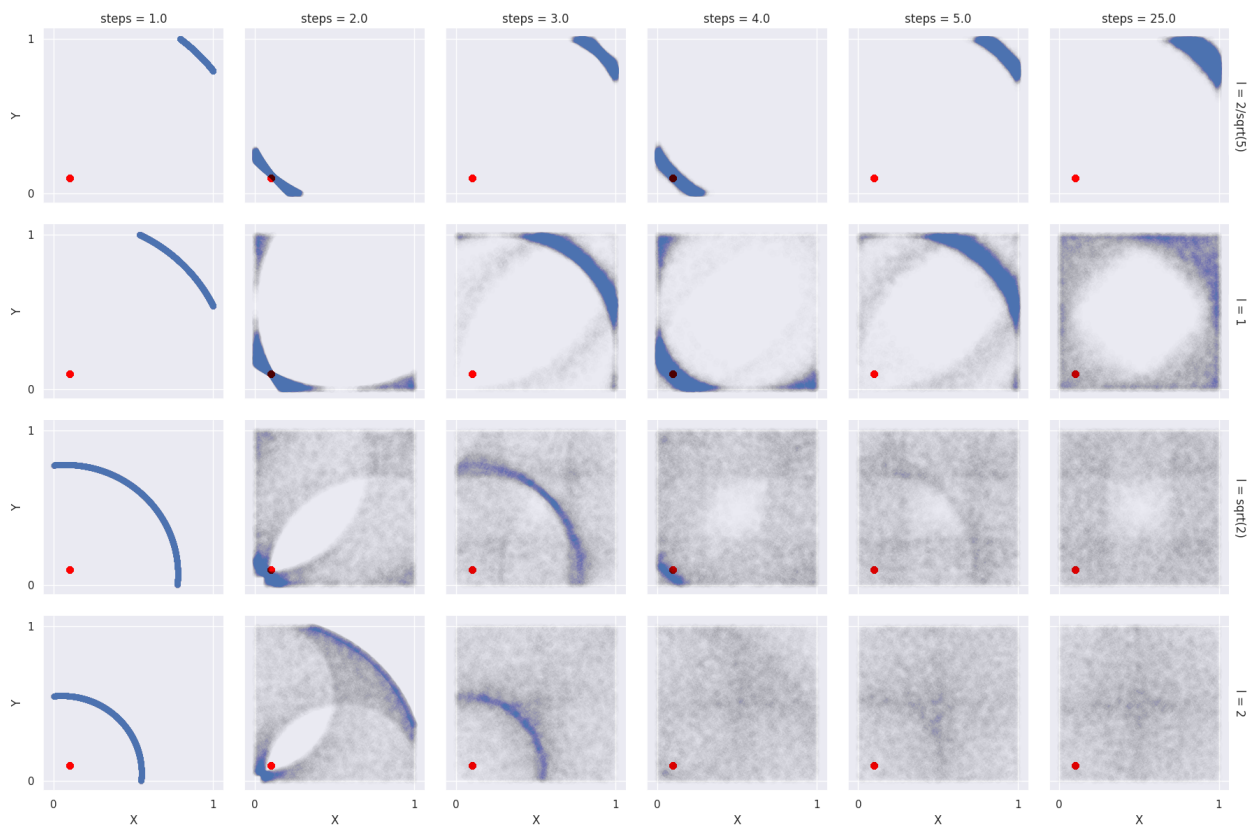 steps = 1.0 steps = 2.0 steps = 3.0 steps = 4.0 steps = 5.0 steps = 25.0
1
Y
0
l = 2/sqrt(5)
1
Y
0
l = 1
1
Y
0
l = sqrt(2)
1
Y
0
l = 2
0 1 0 1 0 1 0 1 0 1 0 1
X X X X X X